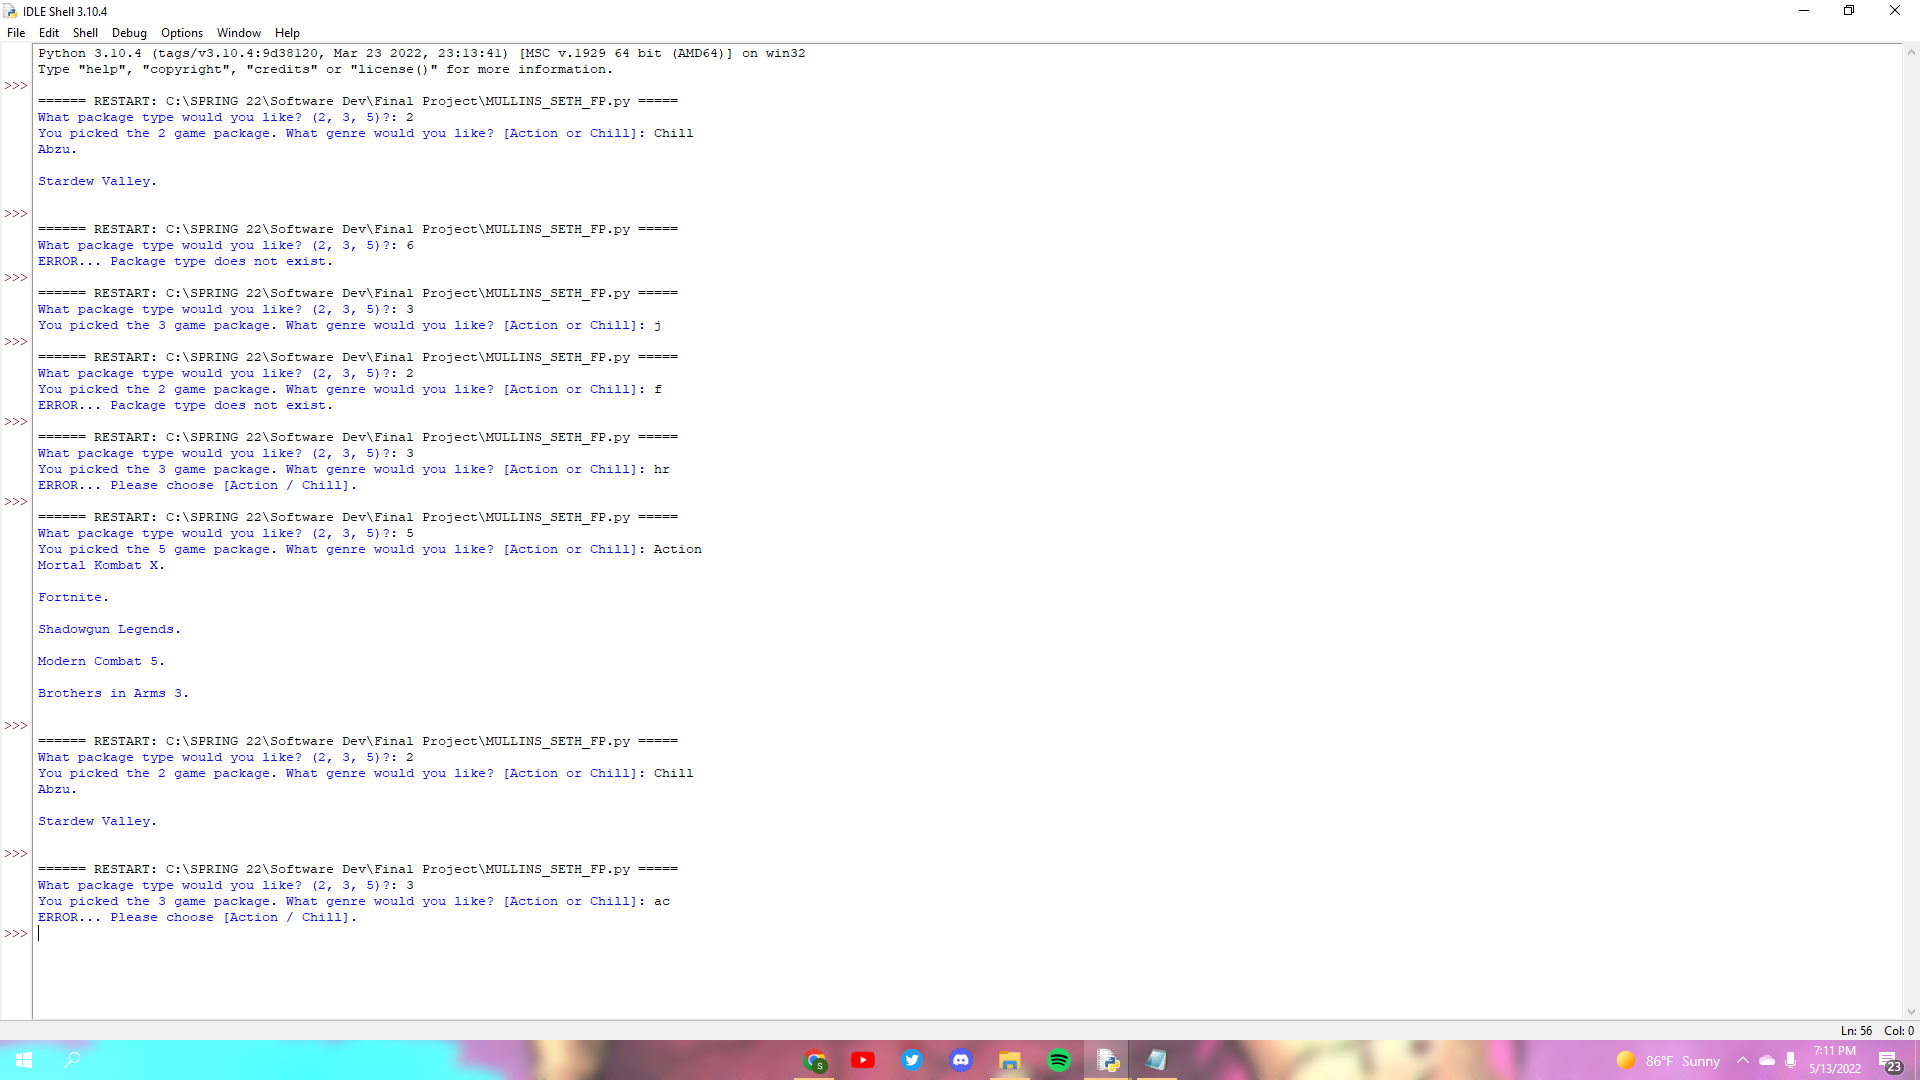 IDLE Shell 3.10.4
File Edit Shell Debug Options Window Help
Python 3.10.4 (tags/v3.10.4:9d38120, Mar 23 2022, 23:13:41) [MSC v.1929 64 bit (AMD64)] on win32
Type "help", "copyright", "credits" or "license()" for more information.
>>>
====== RESTART: C:\SPRING 22\Software Dev\Final Project\MULLINS_SETH_FP.py =====
What package type would you like? (2, 3, 5)?: 2
You picked the 2 game package. What genre would you like? [Action or Chill]: Chill
Abzu.
Stardew Valley.
>>>
====== RESTART: C:\SPRING 22\Software Dev\Final Project\MULLINS_SETH_FP.py =====
What package type would you like? (2, 3, 5)?: 6
ERROR... Package type does not exist.
>>>
====== RESTART: C:\SPRING 22\Software Dev\Final Project\MULLINS_SETH_FP.py =====
What package type would you like? (2, 3, 5)?: 3
You picked the 3 game package. What genre would you like? [Action or Chill]: j
>>>
====== RESTART: C:\SPRING 22\Software Dev\Final Project\MULLINS_SETH_FP.py =====
What package type would you like? (2, 3, 5)?: 2
You picked the 2 game package. What genre would you like? [Action or Chill]: f
ERROR... Package type does not exist.
>>>
====== RESTART: C:\SPRING 22\Software Dev\Final Project\MULLINS_SETH_FP.py =====
What package type would you like? (2, 3, 5)?: 3
You picked the 3 game package. What genre would you like? [Action or Chill]: hr
ERROR... Please choose [Action / Chill].
>>>
====== RESTART: C:\SPRING 22\Software Dev\Final Project\MULLINS_SETH_FP.py =====
What package type would you like? (2, 3, 5)?: 5
You picked the 5 game package. What genre would you like? [Action or Chill]: Action
Mortal Kombat X.
Fortnite.
Shadowgun Legends.
Modern Combat 5.
Brothers in Arms 3.
>>>
====== RESTART: C:\SPRING 22\Software Dev\Final Project\MULLINS_SETH_FP.py =====
What package type would you like? (2, 3, 5)?: 2
You picked the 2 game package. What genre would you like? [Action or Chill]: Chill
Abzu.
Stardew Valley.
>>>
====== RESTART: C:\SPRING 22\Software Dev\Final Project\MULLINS_SETH_FP.py =====
What package type would you like? (2, 3, 5)?: 3
You picked the 3 game package. What genre would you like? [Action or Chill]: ac
ERROR... Please choose [Action / Chill].
>>>
Ln: 56 Col: 0
S
86°F Sunny
7:11 PM
5/13/2022
23